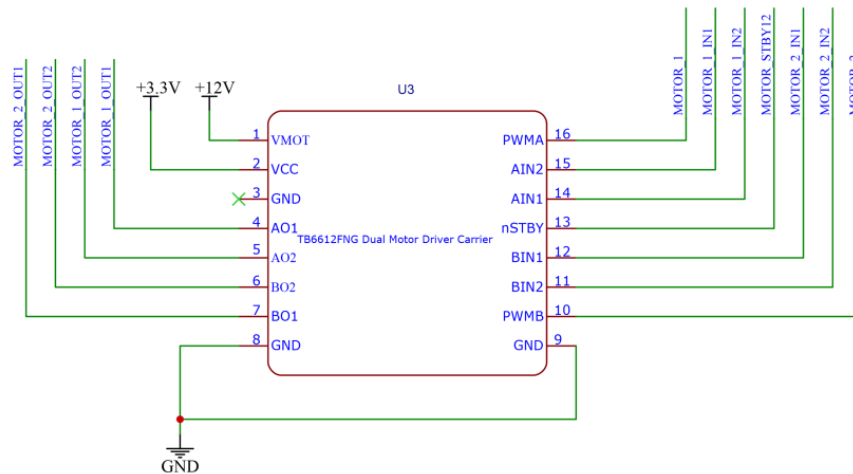 MOTOR_2_OUT1
MOTOR_2_OUT2
MOTOR_1_OUT2
MOTOR_1_OUT1
+3.3V
+12V
U3
MOTOR_1
MOTOR_1_IN1
MOTOR_1_IN2
MOTOR_STBY12
MOTOR_2_IN1
MOTOR_2_IN2
1 VMOT
2 VCC
3 GND
4 AO1
5 AO2
6 BO2
7 BO1
8 GND
TB6612FNG Dual Motor Driver Carrier
PWMA 16
AIN2 15
AIN1 14
nSTBY 13
BIN1 12
BIN2 11
PWMB 10
GND 9
GND